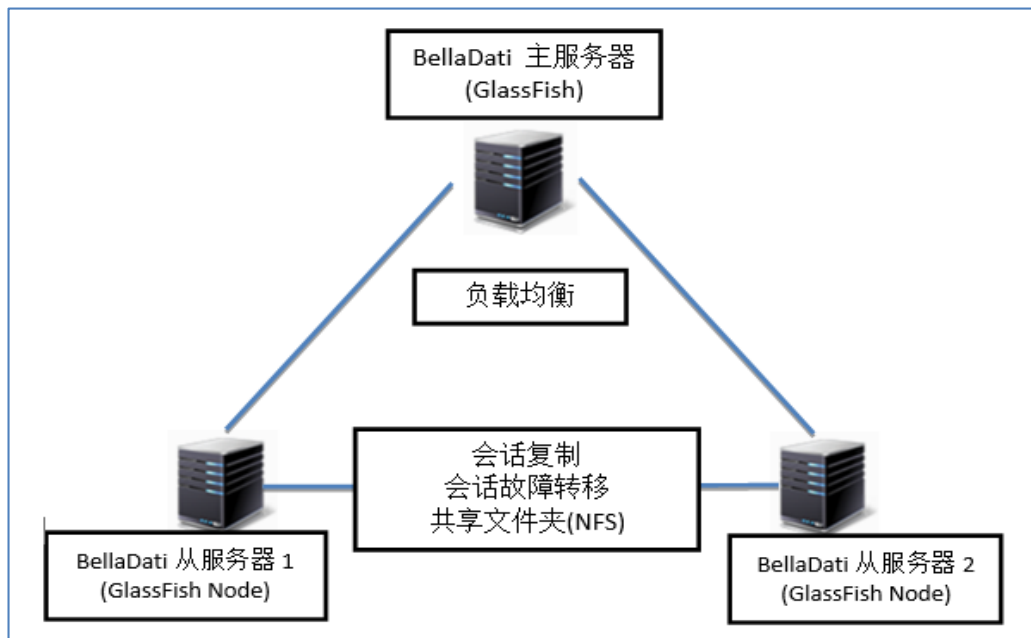 BellaDati 主服务器
(GlassFish)
负载均衡
会话复制
会话故障转移
共享文件夹(NFS)
BellaDati 从服务器 1
(GlassFish Node)
BellaDati 从服务器 2
(GlassFish Node)